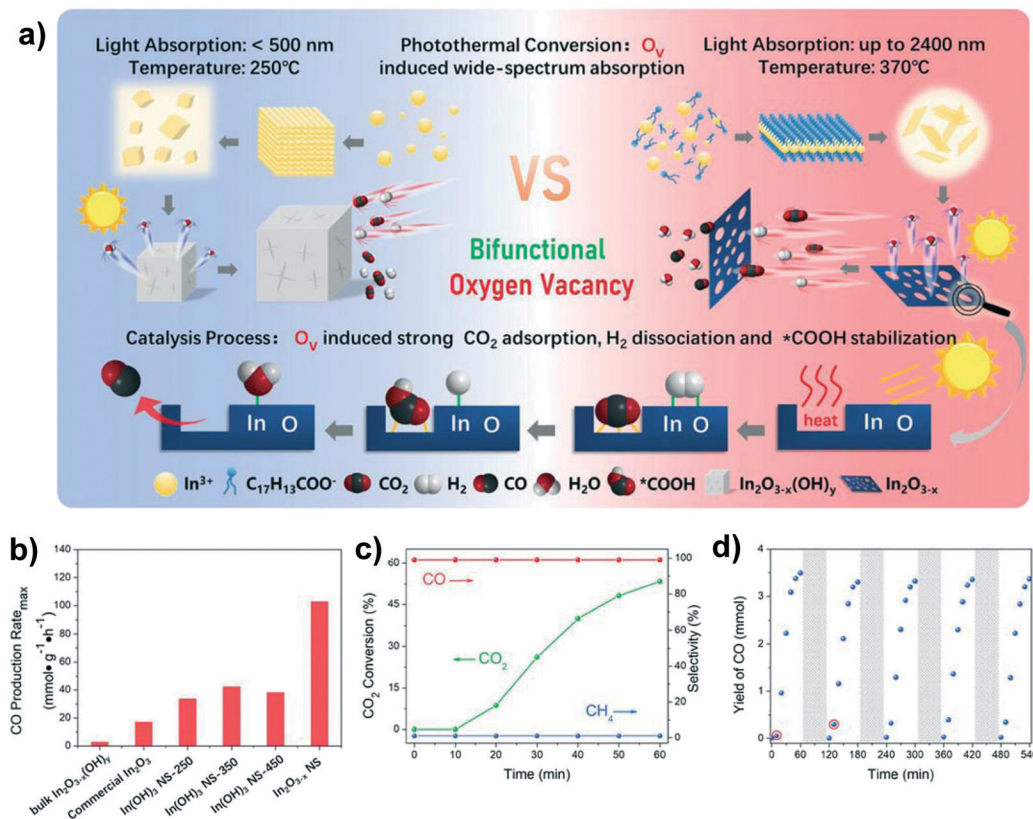 a)
Light Absorption: < 500 nm
Temperature: 250℃
Photothermal Conversion: OV
induced wide-spectrum absorption
Light Absorption: up to 2400 nm
Temperature: 370℃
VS
Bifunctional
Oxygen Vacancy
Catalysis Process: OV induced strong CO2 adsorption, H2 dissociation and *COOH stabilization
In O
In O
In O
heat
In O
In3+
C17H13COO-
CO2
H2
CO
H2O
*COOH
In2O3-x(OH)y
In2O3-x
b)
CO Production Ratemax
(mmol• g-1•h-1)
140
120
100
80
60
40
20
0
bulk In2O3-x(OH)y
Commercial In2O3
In(OH)3 NS-250
In(OH)3 NS-350
In(OH)3 NS-450
In2O3-x NS
c)
CO2 Conversion (%)
60
45
30
15
0
CO
CO2
CH4
100
80
60
40
20
0
Selectivity (%)
0 10 20 30 40 50 60
Time (min)
d)
Yield of CO (mmol)
4
3
2
1
0
0 60 120 180 240 300 360 420 480 540
Time (min)